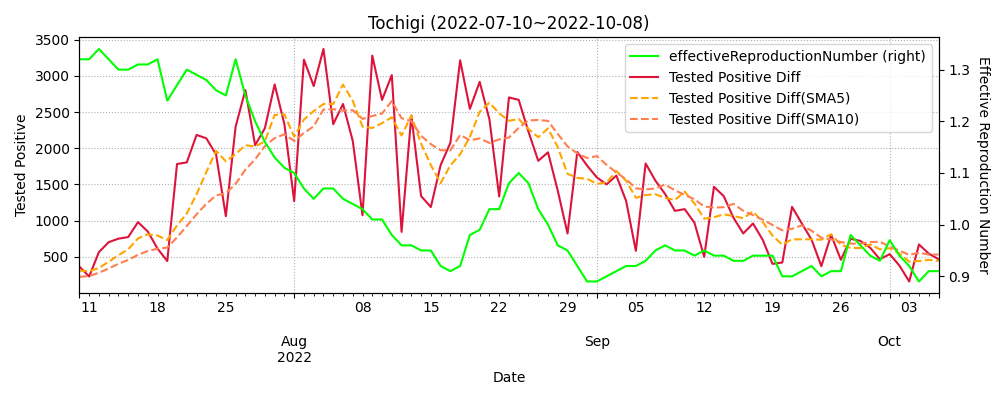 Tochigi (2022-07-10~2022-10-08)
effectiveReproductionNumber (right)
Tested Positive Diff
Tested Positive Diff(SMA5)
Tested Positive Diff(SMA10)
Tested Positive
3500
3000
2500
2000
1500
1000
500
1.3
1.2
1.1
1.0
0.9
Effective Reproduction Number
11 18 25 08 15 22 29 05 12 19 26 03
Aug Sep Oct
2022
Date